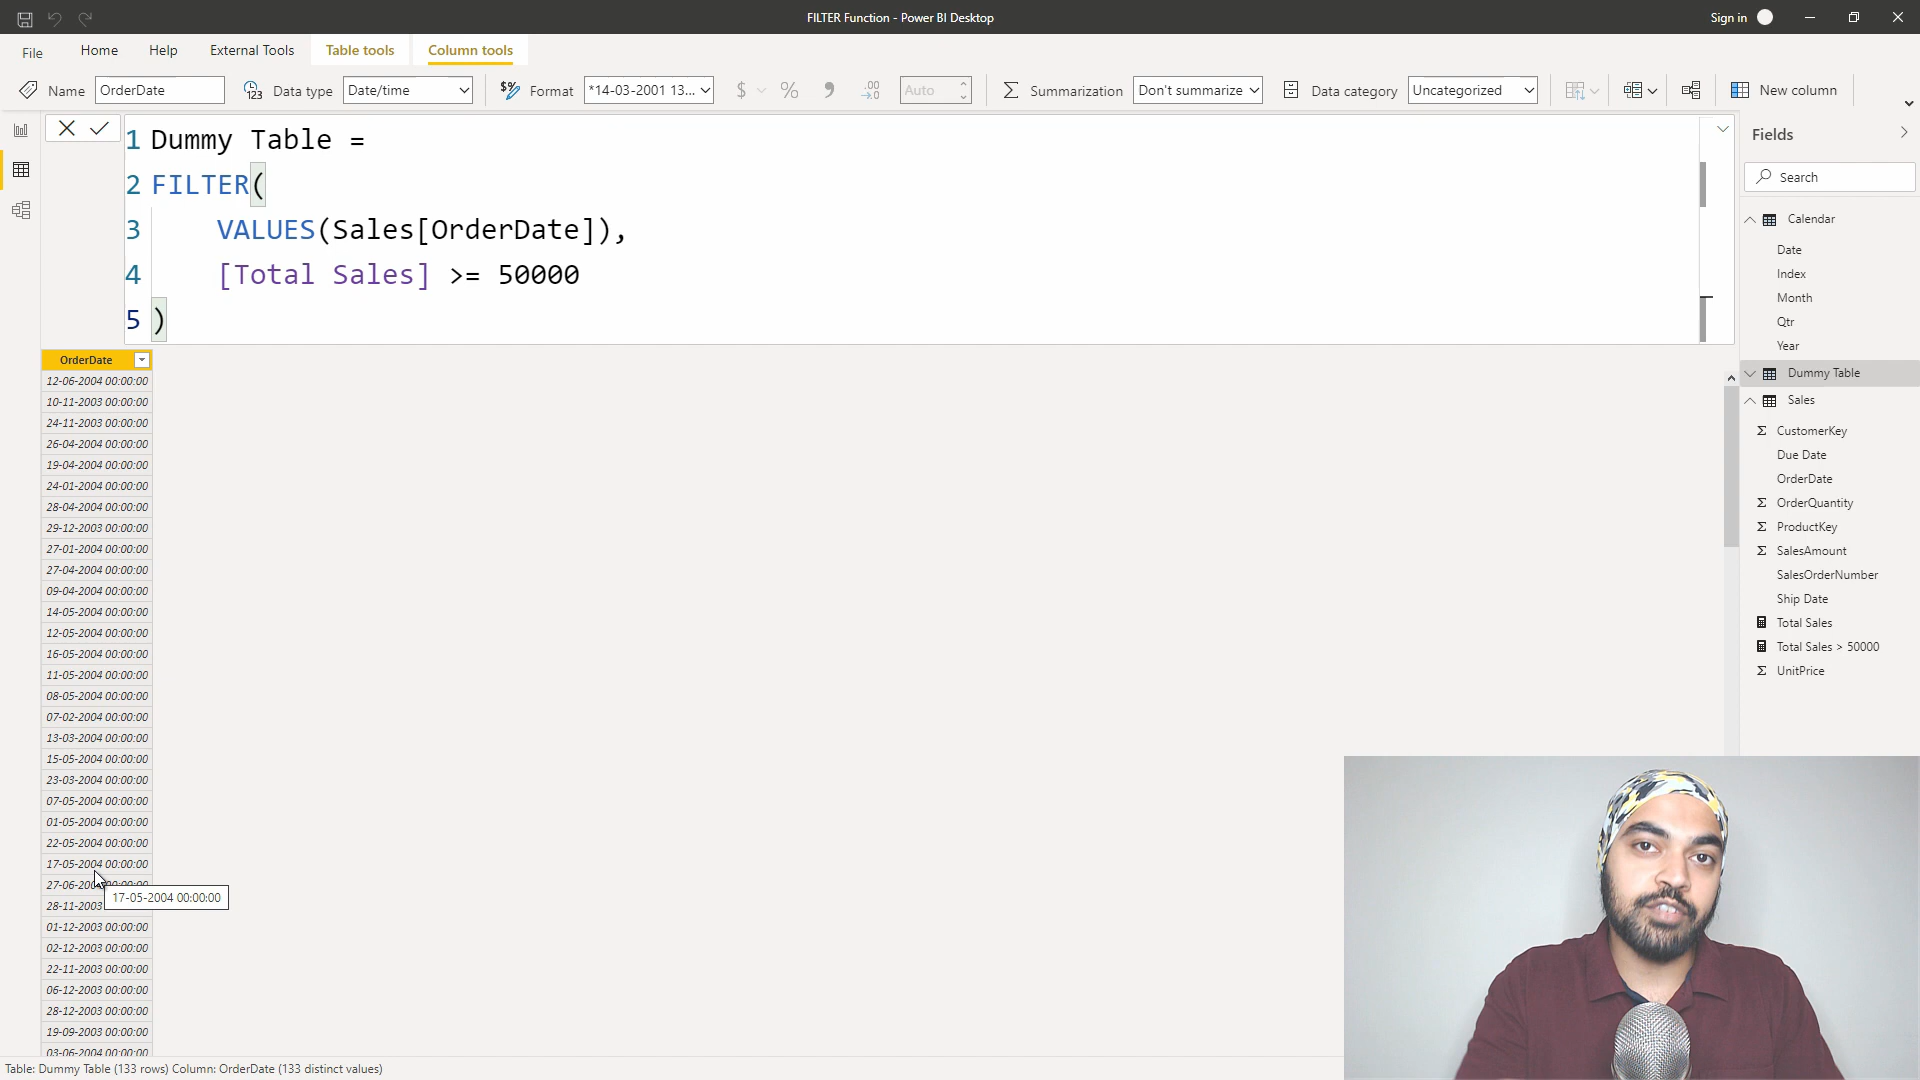 FILTER Function - Power BI Desktop
Sign in
File
Home
Help
External Tools
Table tools
Column tools
Name
OrderDate
Data type
Date/time
Format
*14-03-2001 13...
$
%
.00
Auto
Summarization
Don't summarize
Data category
Uncategorized
New column
1 Dummy Table =
2 FILTER(
3 VALUES(Sales[OrderDate]),
4 [Total Sales] >= 50000
5 )
OrderDate
12-06-2004 00:00:00
10-11-2003 00:00:00
24-11-2003 00:00:00
26-04-2004 00:00:00
19-04-2004 00:00:00
24-01-2004 00:00:00
28-04-2004 00:00:00
29-12-2003 00:00:00
27-01-2004 00:00:00
27-04-2004 00:00:00
09-04-2004 00:00:00
14-05-2004 00:00:00
12-05-2004 00:00:00
16-05-2004 00:00:00
11-05-2004 00:00:00
08-05-2004 00:00:00
07-02-2004 00:00:00
13-03-2004 00:00:00
15-05-2004 00:00:00
23-03-2004 00:00:00
07-05-2004 00:00:00
01-05-2004 00:00:00
22-05-2004 00:00:00
17-05-2004 00:00:00
17-05-2004 00:00:00
28-11-2003
01-12-2003 00:00:00
02-12-2003 00:00:00
22-11-2003 00:00:00
06-12-2003 00:00:00
28-12-2003 00:00:00
19-09-2003 00:00:00
03-06-2004 00:00:00
Fields
Search
Calendar
Date
Index
Month
Qtr
Year
Dummy Table
Sales
CustomerKey
Due Date
OrderDate
OrderQuantity
ProductKey
SalesAmount
SalesOrderNumber
Ship Date
Total Sales
Total Sales > 50000
UnitPrice
Table: Dummy Table (133 rows) Column: OrderDate (133 distinct values)